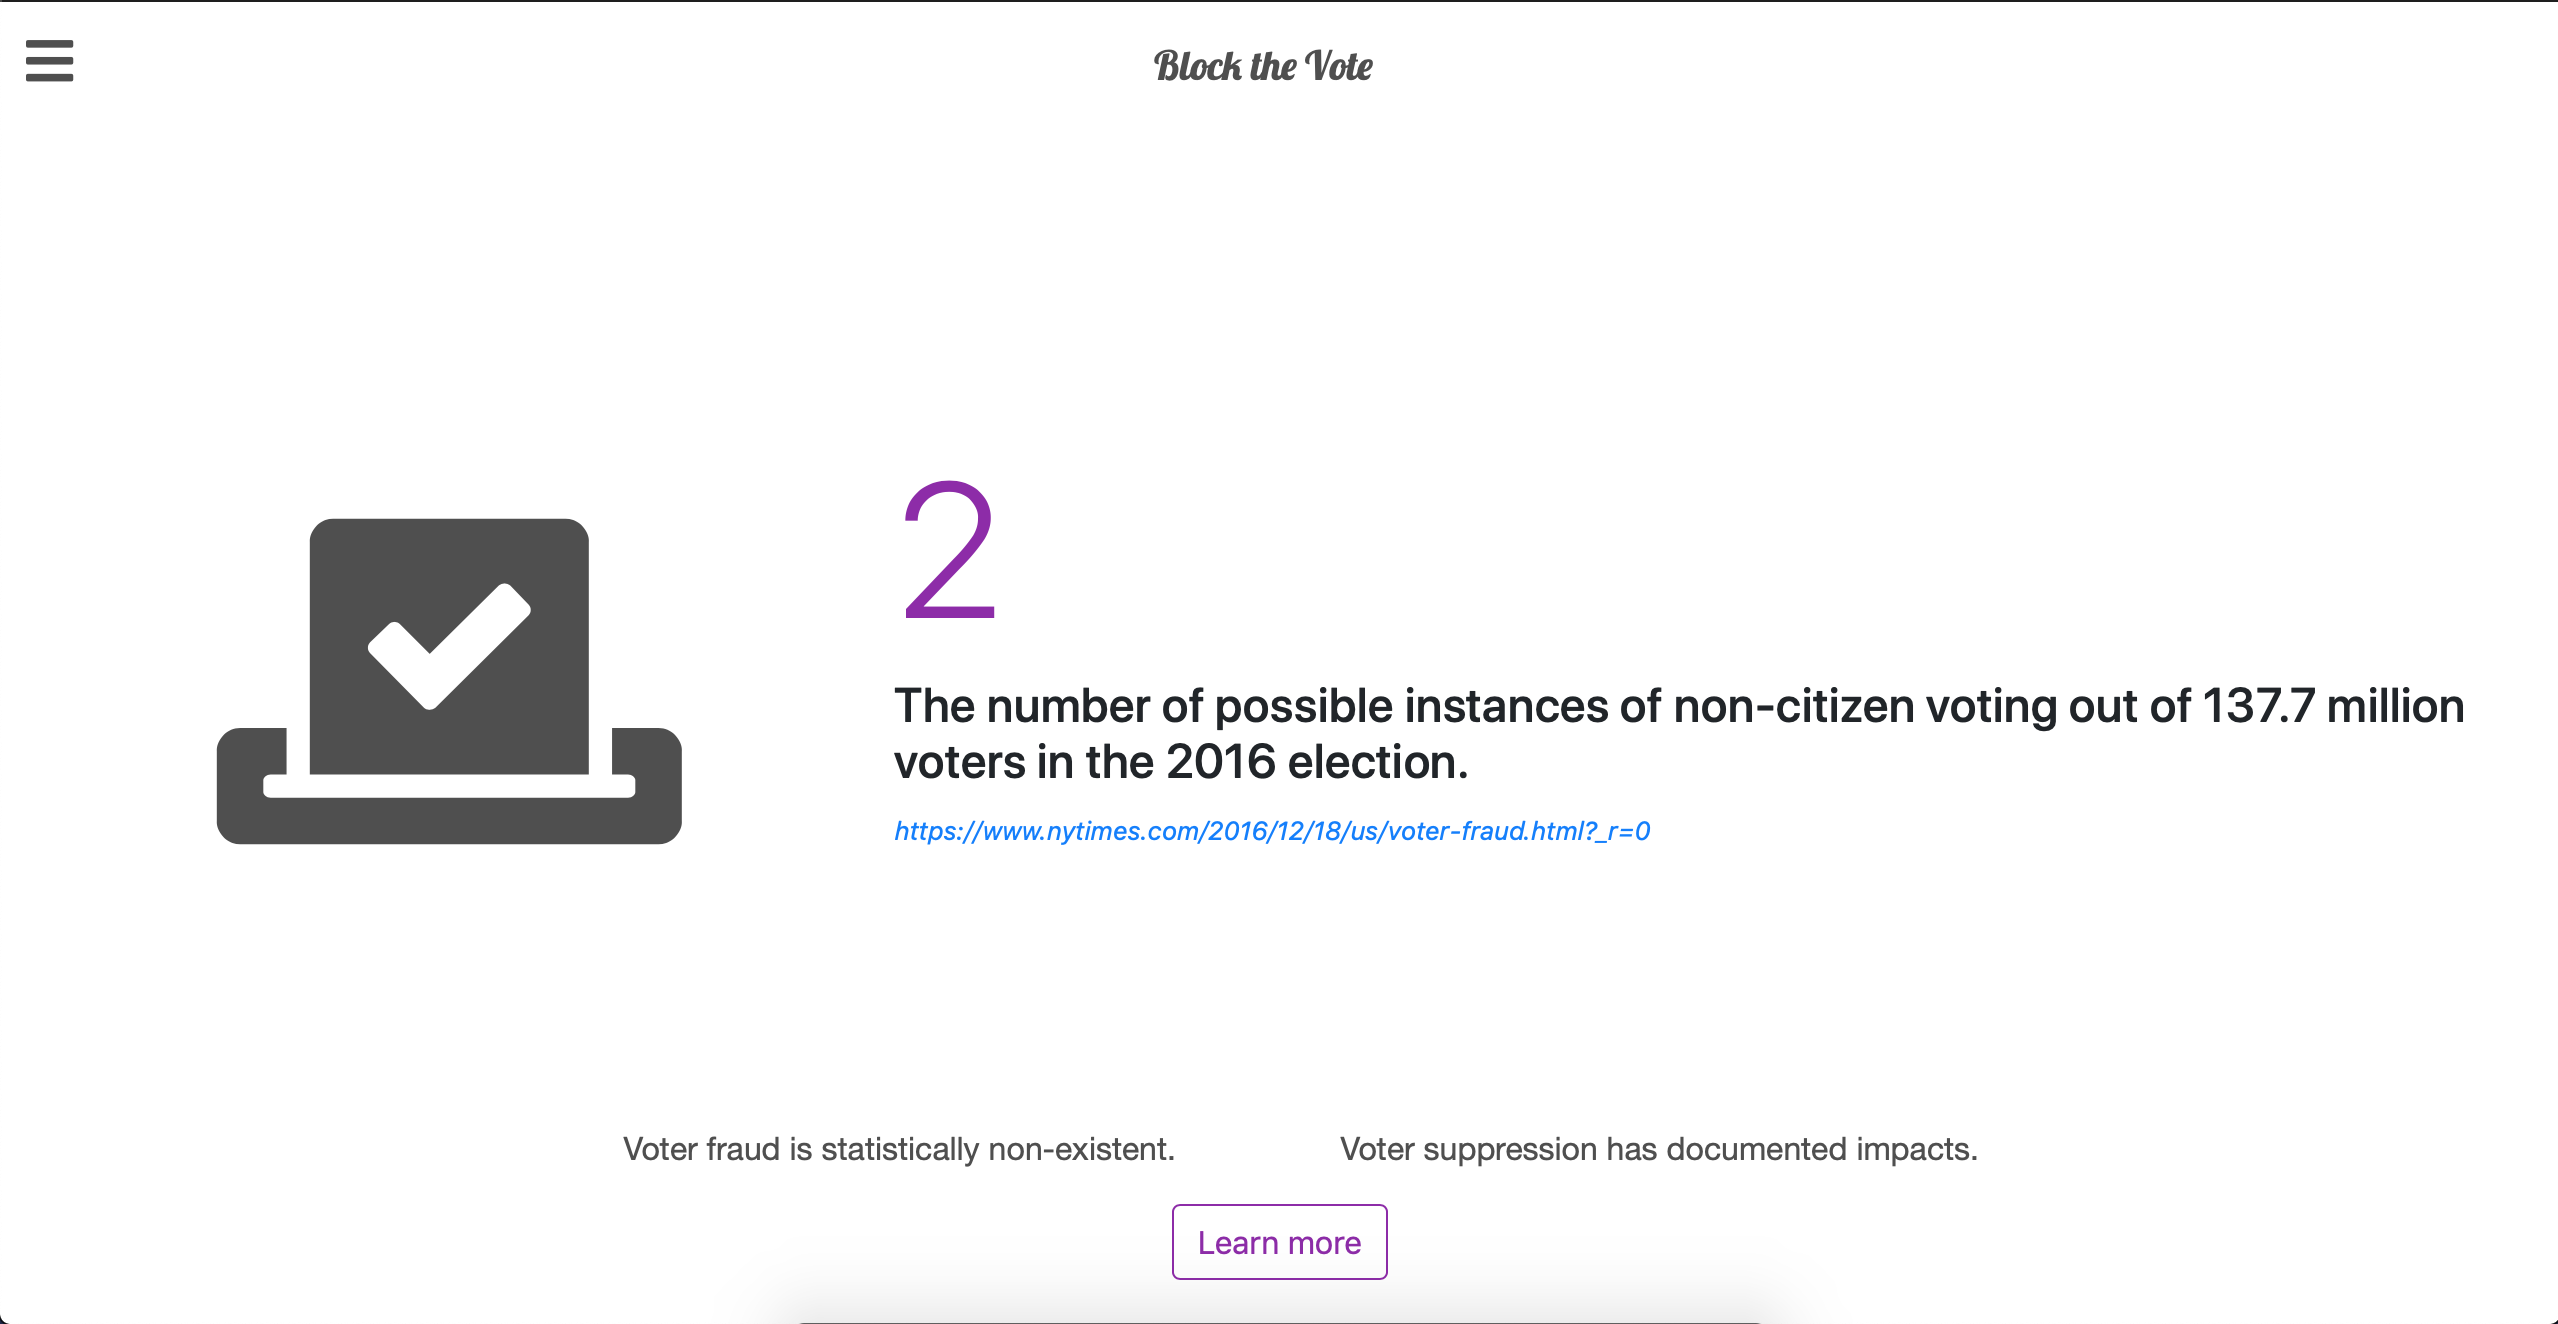 Block the Vote
2
The number of possible instances of non-citizen voting out of 137.7 million
voters in the 2016 election.
https://www.nytimes.com/2016/12/18/us/voter-fraud.html?_r=0
Voter fraud is statistically non-existent.
Voter suppression has documented impacts.
Learn more